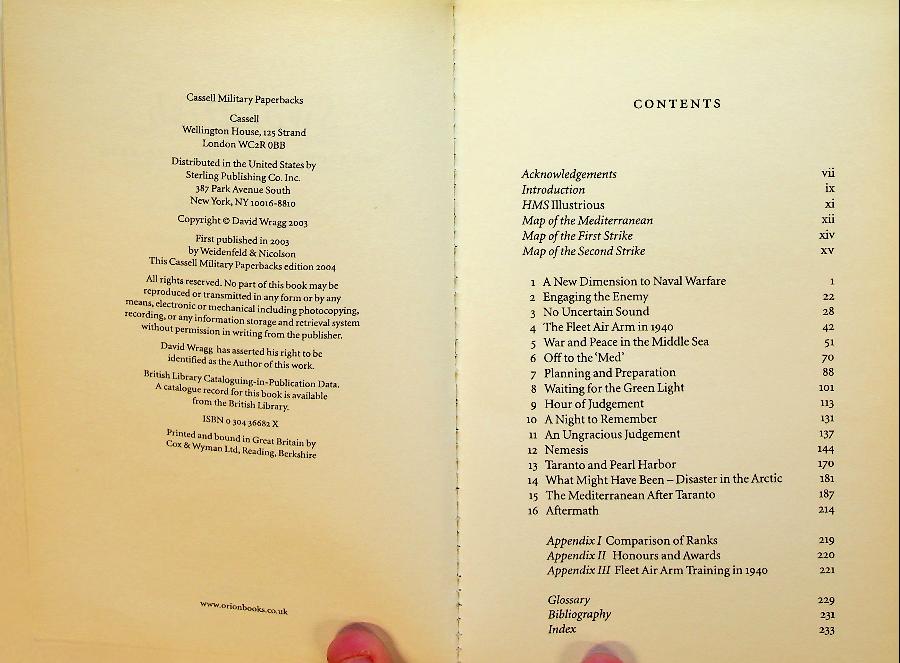 Cassell Military Paperbacks
Cassell
Wellington House, 125 Strand
London WC2R 0BB
Distributed in the United States by
Sterling Publishing Co. Inc.
387 Park Avenue South
New York, NY 10016-8810
Copyright © David Wragg 2003
First published in 2003
by Weidenfeld & Nicolson
This Cassell Military Paperbacks edition 2004
All rights reserved. No part of this book may be
reproduced or transmitted in any form or by any
means, electronic or mechanical including photocopying,
recording, or any information storage and retrieval system
without permission in writing from the publisher.
David Wragg has asserted his right to be
identified as the Author of this work.
British Library Cataloguing-in-Publication Data.
A catalogue record for this book is available
from the British Library.
ISBN 0 304 36682 X
Printed and bound in Great Britain by
Cox & Wyman Ltd, Reading, Berkshire
www.orionbooks.co.uk
CONTENTS
Acknowledgements vii
Introduction ix
HMS Illustrious xi
Map of the Mediterranean xii
Map of the First Strike xiv
Map of the Second Strike xv
1 A New Dimension to Naval Warfare 1
2 Engaging the Enemy 22
3 No Uncertain Sound 28
4 The Fleet Air Arm in 1940 42
5 War and Peace in the Middle Sea 51
6 Off to the 'Med' 70
7 Planning and Preparation 88
8 Waiting for the Green Light 101
9 Hour of Judgement 113
10 A Night to Remember 131
11 An Ungracious Judgement 137
12 Nemesis 144
13 Taranto and Pearl Harbor 170
14 What Might Have Been – Disaster in the Arctic 181
15 The Mediterranean After Taranto 187
16 Aftermath 214
Appendix I Comparison of Ranks 219
Appendix II Honours and Awards 220
Appendix III Fleet Air Arm Training in 1940 221
Glossary 229
Bibliography 231
Index 233